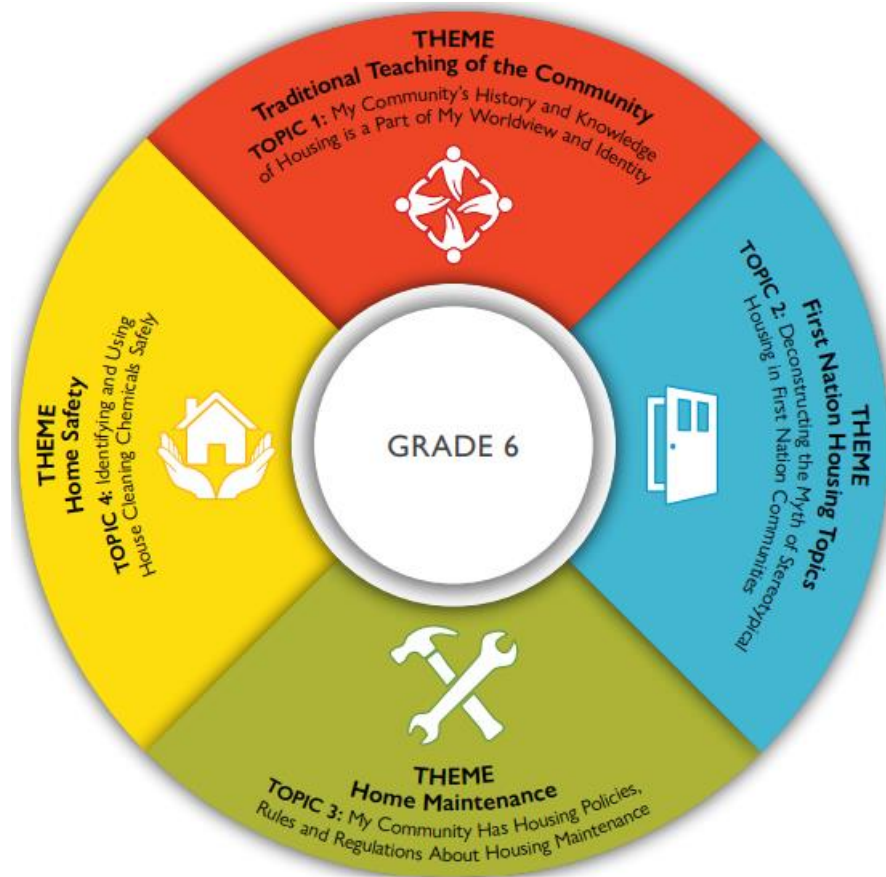 THEME
Traditional Teaching of the Community
TOPIC 1: My Community's History and Knowledge
of Housing is a Part of My Worldview and Identity
THEME
First Nation Housing Topics
TOPIC 2: Deconstructing the Myth of Stereotypical
Housing in First Nation Communities
THEME
Home Maintenance
TOPIC 3: My Community Has Housing Policies,
Rules and Regulations About Housing Maintenance
THEME
Home Safety
TOPIC 4: Identifying and Using
House Cleaning Chemicals Safely
GRADE 6